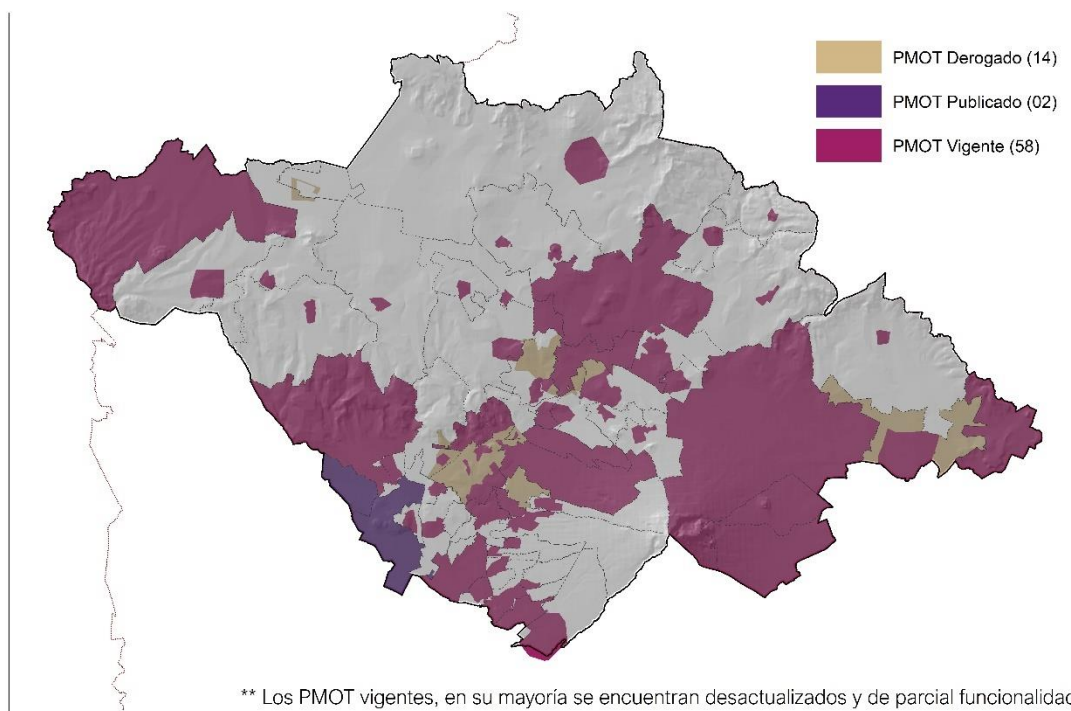 PMOT Derogado (14)
PMOT Publicado (02)
PMOT Vigente (58)
** Los PMOT vigentes, en su mayoría se encuentran desactualizados y de parcial funcionalidad